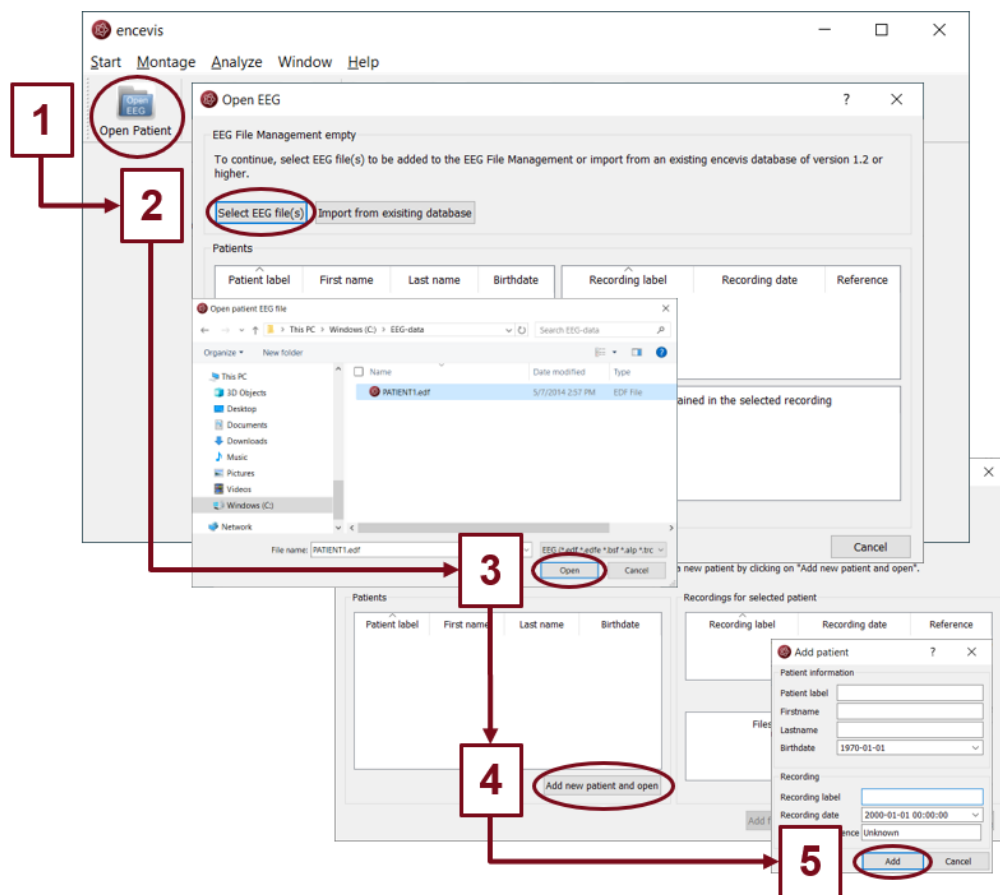 encevis
Start Montage Analyze Window Help
Open EEG
Open Patient
1
Open EEG ?
EEG File Management empty
To continue, select EEG file(s) to be added to the EEG File Management or import from an existing encevis database of version 1.2 or
higher.
2
Select EEG file(s) Import from exisiting database
Patients
Patient label First name Last name Birthdate Recording label Recording date Reference
Open patient EEG file
This PC > Windows (C:) > EEG-data Search EEG-data
Organize New folder
Name Date modified Type
PATIENT1.edf 5/7/2014 2:57 PM EDF File
This PC
3D Objects
Desktop
Documents
Downloads
Music
Pictures
Videos
Windows (C:)
Network
ained in the selected recording
File name: PATIENT1.edf EEG (*.edf *.edfe *.bsf *.alp *.trc
3
Open Cancel
Cancel
a new patient by clicking on "Add new patient and open".
Patients Recordings for selected patient
Patient label First name Last name Birthdate Recording label Recording date Reference
Files
4
Add new patient and open
Add f
Add patient ?
Patient information
Patient label
Firstname
Lastname
Birthdate 1970-01-01
Recording
Recording label
Recording date 2000-01-01 00:00:00
ence Unknown
5
Add Cancel